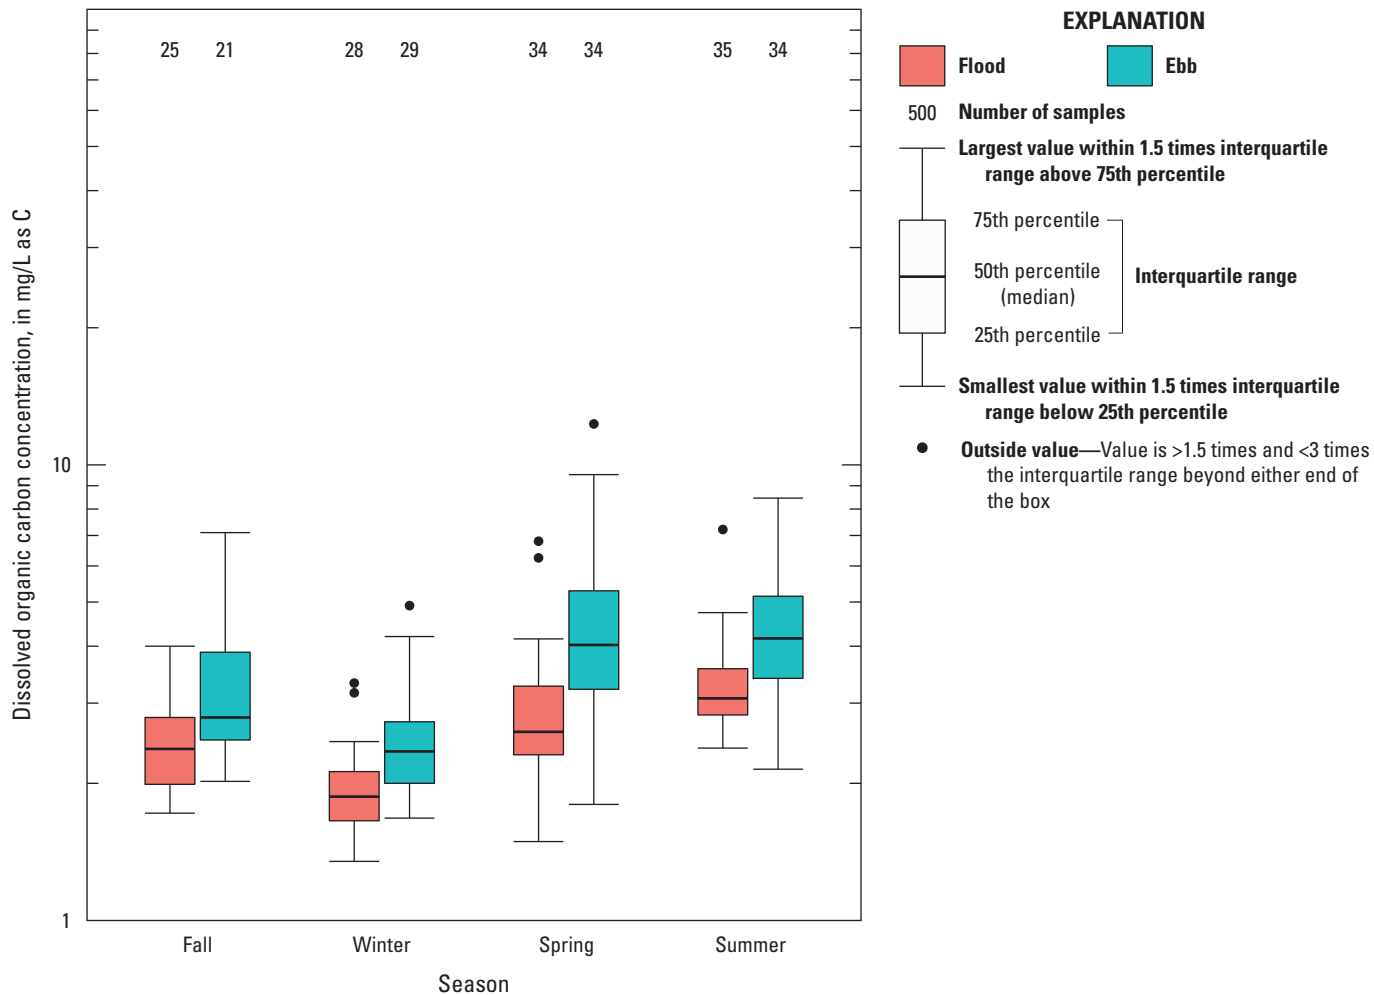 25 21 28 29 34 34 35 34
Dissolved organic carbon concentration, in mg/L as C
10
1
Fall Winter Spring Summer
Season
EXPLANATION
Flood Ebb
500 Number of samples
Largest value within 1.5 times interquartile
range above 75th percentile
75th percentile
50th percentile
(median)
Interquartile range
25th percentile
Smallest value within 1.5 times interquartile
range below 25th percentile
Outside value—Value is >1.5 times and <3 times
the interquartile range beyond either end of
the box